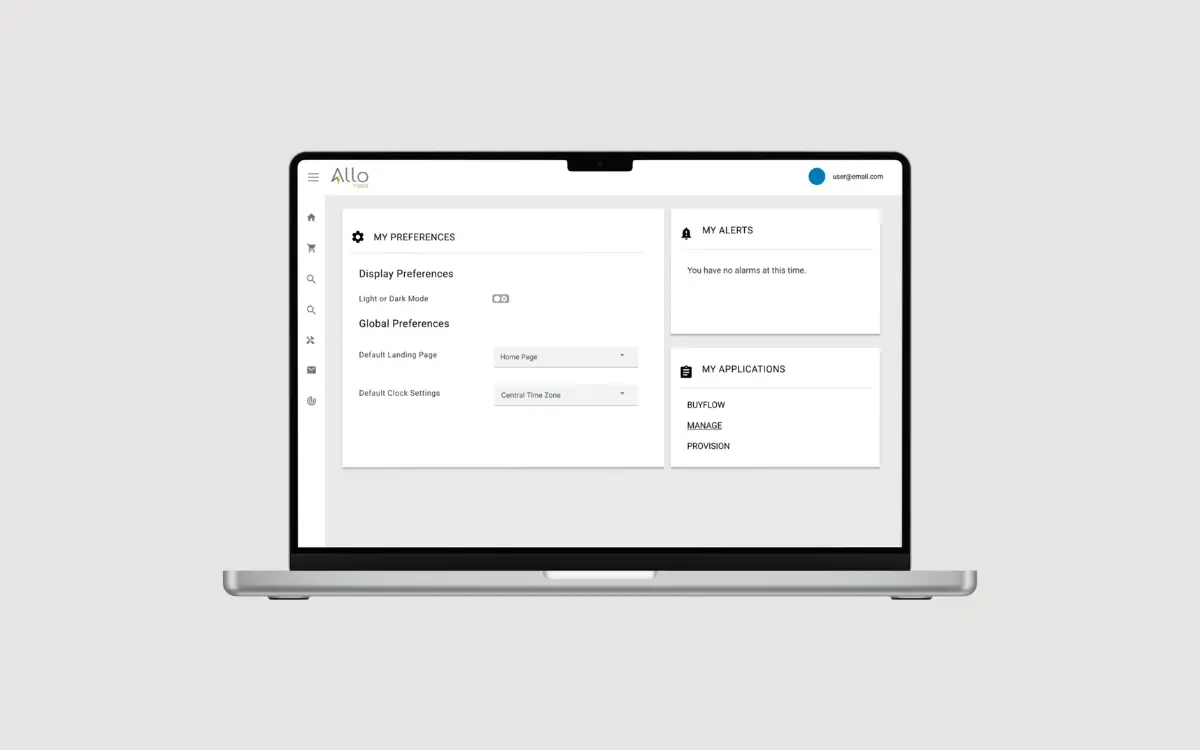 Allo
user@email.com
MY PREFERENCES
Display Preferences
Light or Dark Mode
Global Preferences
Default Landing Page
Home Page
Default Clock Settings
Central Time Zone
MY ALERTS
You have no alarms at this time.
MY APPLICATIONS
BUYFLOW
MANAGE
PROVISION